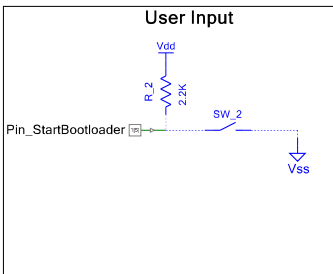 User Input
Vdd
R_2
2.2K
Pin_StartBootloader
SW_2
Vss